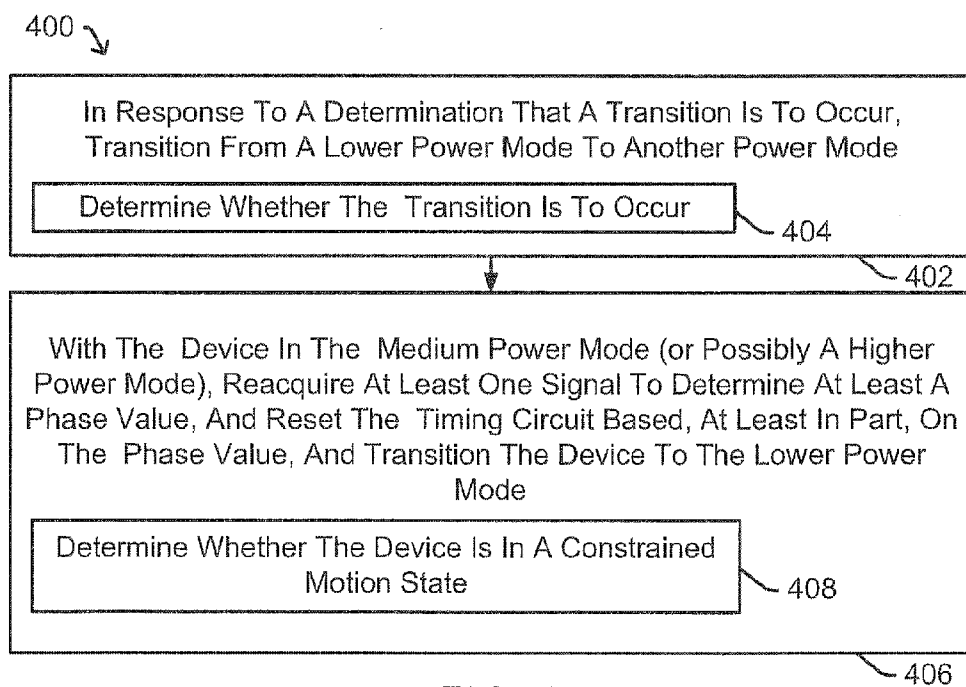 400
In Response To A Determination That A Transition Is To Occur,
Transition From A Lower Power Mode To Another Power Mode
Determine Whether The Transition Is To Occur
404
402
With The Device In The Medium Power Mode (or Possibly A Higher
Power Mode), Reacquire At Least One Signal To Determine At Least A
Phase Value, And Reset The Timing Circuit Based, At Least In Part, On
The Phase Value, And Transition The Device To The Lower Power
Mode
Determine Whether The Device Is In A Constrained
Motion State
408
406